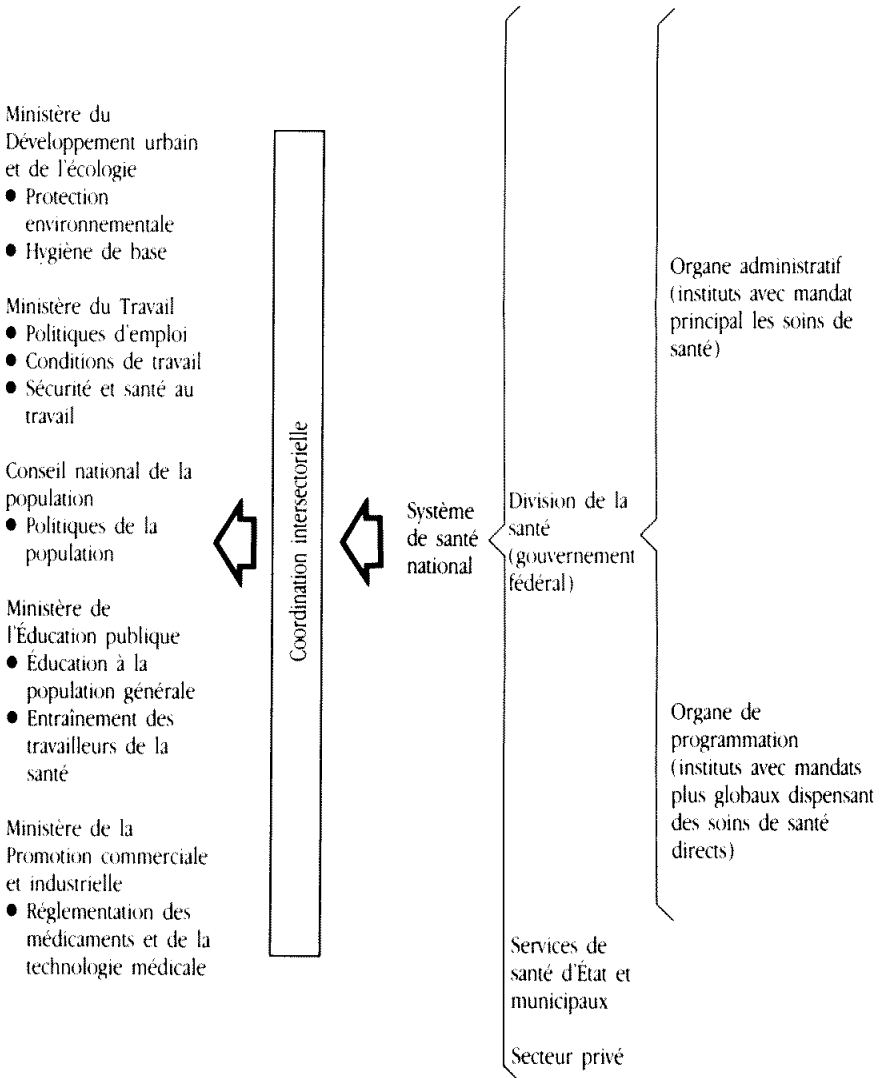 Ministère du
Développement urbain
et de l'écologie
● Protection
environnementale
● Hygiène de base
Ministère du Travail
● Politiques d'emploi
● Conditions de travail
● Sécurité et santé au
travail
Conseil national de la
population
● Politiques de la
population
Ministère de
l'Éducation publique
● Éducation à la
population générale
● Entraînement des
travailleurs de la
santé
Ministère de la
Promotion commerciale
et industrielle
● Réglementation des
médicaments et de la
technologie médicale
Coordination intersectorielle
Système
de santé
national
Division de la
santé
(gouvernement
fédéral)
Services de
santé d'État et
municipaux
Secteur privé
Organe administratif
(instituts avec mandat
principal les soins de
santé)
Organe de
programmation
(instituts avec mandats
plus globaux dispensant
des soins de santé
directs)